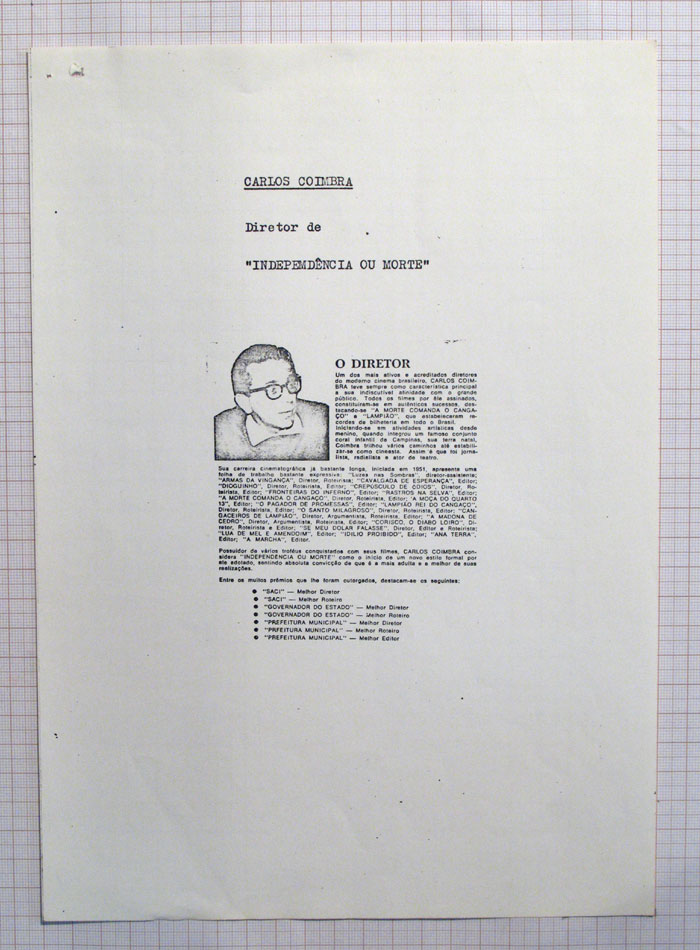 CARLOS COIMBRA
Diretor de
"INDEPENDÊNCIA OU MORTE"
O DIRETOR
Um dos mais ativos e acreditados diretores
do moderno cinema brasileiro, CARLOS COIM-
BRA teve sempre como característica principal
a sua indiscutível afinidade com o grande
público. Todos os filmes por êle assinados,
constituiram-se em autênticos sucessos, des-
tacando-se "A MORTE COMANDA O CANGA-
ÇO" e "LAMPIÃO", que estabeleceram re-
cordes de bilheteria em todo o Brasil.
Iniciando-se em atividades artísticas desde
menino, quando integrou um famoso conjunto
coral infantil de Campinas, sua terra natal,
Coimbra trilhou vários caminhos até estabili-
zar-se como cineasta. Assim é que foi jorna-
lista, radialista e ator de teatro.
Sua carreira cinematográfica já bastante longa, iniciada em 1951, apresenta uma
folha de trabalho bastante expressiva: "Luzes nas Sombras", diretor-assistente;
"ARMAS DA VINGANÇA", Diretor, Roteirista; "CAVALGADA DE ESPERANÇA", Editor;
"DIOGUINHO", Diretor, Roteirista, Editor; "CREPÚSCULO DE ÓDIOS", Diretor, Ro-
teirista, Editor; "FRONTEIRAS DO INFERNO", Editor; "RASTROS NA SELVA", Editor;
"A MORTE COMANDA O CANGAÇO", Diretor, Roteirista, Editor; "A MOÇA DO QUARTO
13", Editor; "O PAGADOR DE PROMESSAS", Editor; "LAMPIÃO REI DO CANGAÇO",
Diretor, Roteirista, Editor; "O SANTO MILAGROSO", Diretor, Roteirista, Editor; "CAN-
GACEIROS DE LAMPIÃO", Diretor, Argumentista, Roteirista, Editor; "A MADONA DE
CEDRO", Diretor, Argumentista, Roteirista, Editor; "CORISCO, O DIABO LOIRO", Di-
retor, Roteirista e Editor; "SE MEU DOLAR FALASSE", Diretor, Editor e Roteirista;
"LUA DE MEL E AMENDOIM", Editor; "IDILIO PROIBIDO", Editor; "ANA TERRA",
Editor; "A MARCHA", Editor.
Possuidor de vários troféus conquistados com seus filmes, CARLOS COIMBRA con-
sidera "INDEPENDENCIA OU MORTE" como o início de um novo estilo formal por
ele adotado, sentindo absoluta convicção de que é a mais adulta e a melhor de suas
realizações.
Entre os muitos prêmios que lhe foram outorgados, destacam-se os seguintes:
● "SACI" — Melhor Diretor
● "SACI" — Melhor Roteiro
● "GOVERNADOR DO ESTADO" — Melhor Diretor
● "GOVERNADOR DO ESTADO" — Melhor Roteiro
● "PREFEITURA MUNICIPAL" — Melhor Diretor
● "PREFEITURA MUNICIPAL" — Melhor Roteiro
● "PREFEITURA MUNICIPAL" — Melhor Editor